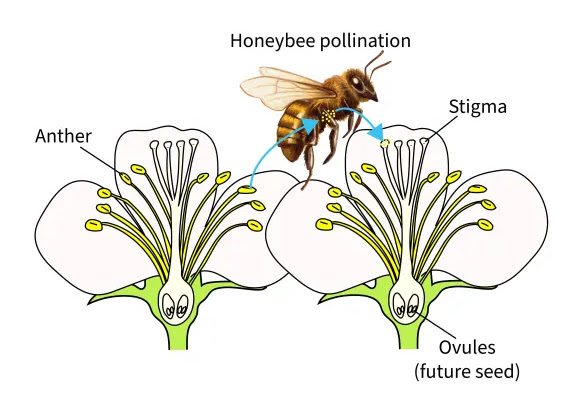 Honeybee pollination
Stigma
Anther
Ovules
(future seed)